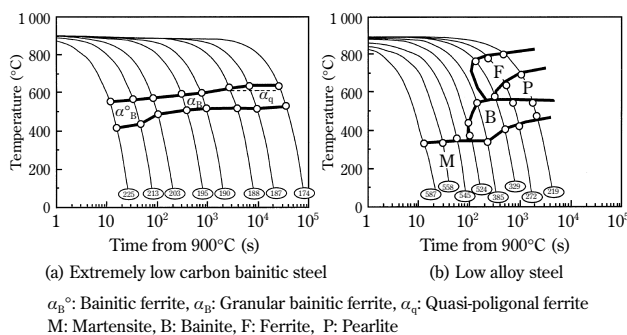 1 000
800
600
400
200
0
Temperature (°C)
α°B
αB
αq
225
213
203
195
190
188
187
174
1
10
10²
10³
10⁴
10⁵
Time from 900°C (s)
(a) Extremely low carbon bainitic steel
1 000
800
600
400
200
0
Temperature (°C)
F
P
B
M
587
558
545
524
385
329
272
219
1
10
10²
10³
10⁴
10⁵
Time from 900°C (s)
(b) Low alloy steel
αB°: Bainitic ferrite, αB: Granular bainitic ferrite, αq: Quasi-poligonal ferrite
M: Martensite, B: Bainite, F: Ferrite, P: Pearlite